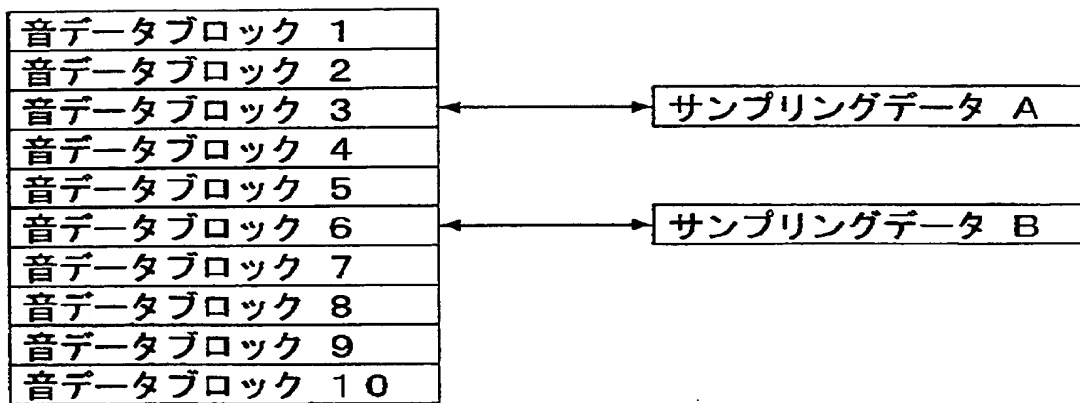 音データブロック 1
音データブロック 2
音データブロック 3
サンプリングデータ A
音データブロック 4
音データブロック 5
音データブロック 6
サンプリングデータ B
音データブロック 7
音データブロック 8
音データブロック 9
音データブロック 10